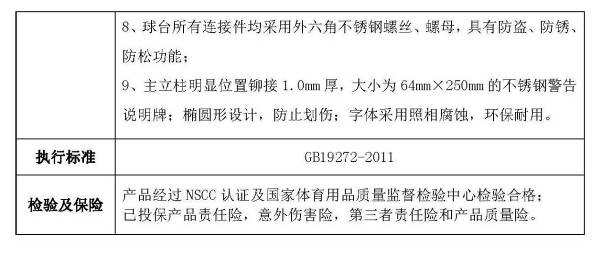 8、球台所有连接件均采用外六角不锈钢螺丝、螺母，具有防盗、防锈、
防松功能；
9、主立柱明显位置铆接 1.0mm 厚，大小为 64mm×250mm 的不锈钢警告
说明牌；椭圆形设计，防止划伤；字体采用照相腐蚀，环保耐用。
执行标准 GB19272-2011
检验及保险
产品经过 NSCC 认证及国家体育用品质量监督检验中心检验合格；
已投保产品责任险，意外伤害险，第三者责任险和产品质量险。